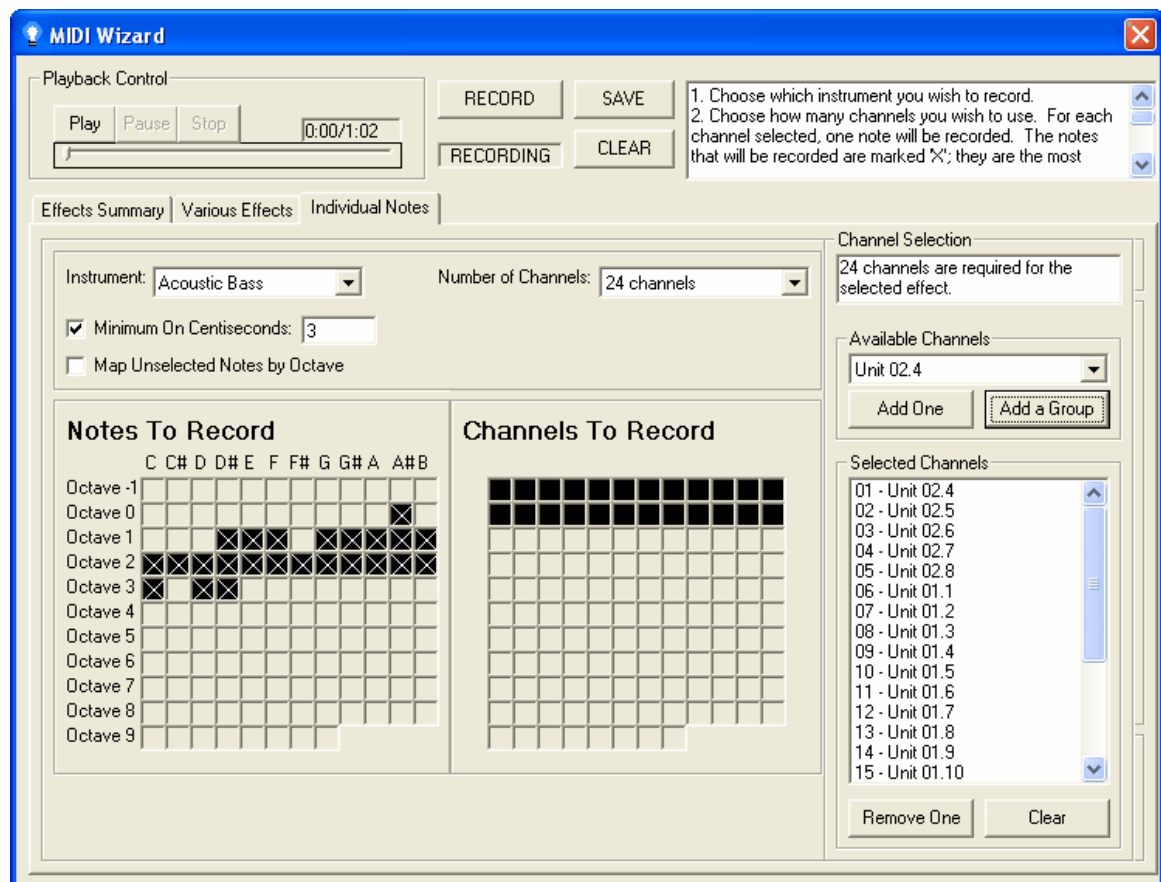 MIDI Wizard
Playback Control
Play Pause Stop 0:00/1:02
RECORD SAVE
RECORDING CLEAR
1. Choose which instrument you wish to record.
2. Choose how many channels you wish to use. For each
channel selected, one note will be recorded. The notes
that will be recorded are marked 'X'; they are the most
Effects Summary Various Effects Individual Notes
Instrument: Acoustic Bass Number of Channels: 24 channels
Minimum On Centiseconds: 3
Map Unselected Notes by Octave
Notes To Record
C C# D D# E F F# G G# A A# B
Octave -1
Octave 0
Octave 1
Octave 2
Octave 3
Octave 4
Octave 5
Octave 6
Octave 7
Octave 8
Octave 9
Channels To Record
Channel Selection
24 channels are required for the
selected effect.
Available Channels
Unit 02.4
Add One Add a Group
Selected Channels
01 - Unit 02.4
02 - Unit 02.5
03 - Unit 02.6
04 - Unit 02.7
05 - Unit 02.8
06 - Unit 01.1
07 - Unit 01.2
08 - Unit 01.3
09 - Unit 01.4
10 - Unit 01.5
11 - Unit 01.6
12 - Unit 01.7
13 - Unit 01.8
14 - Unit 01.9
15 - Unit 01.10
Remove One Clear